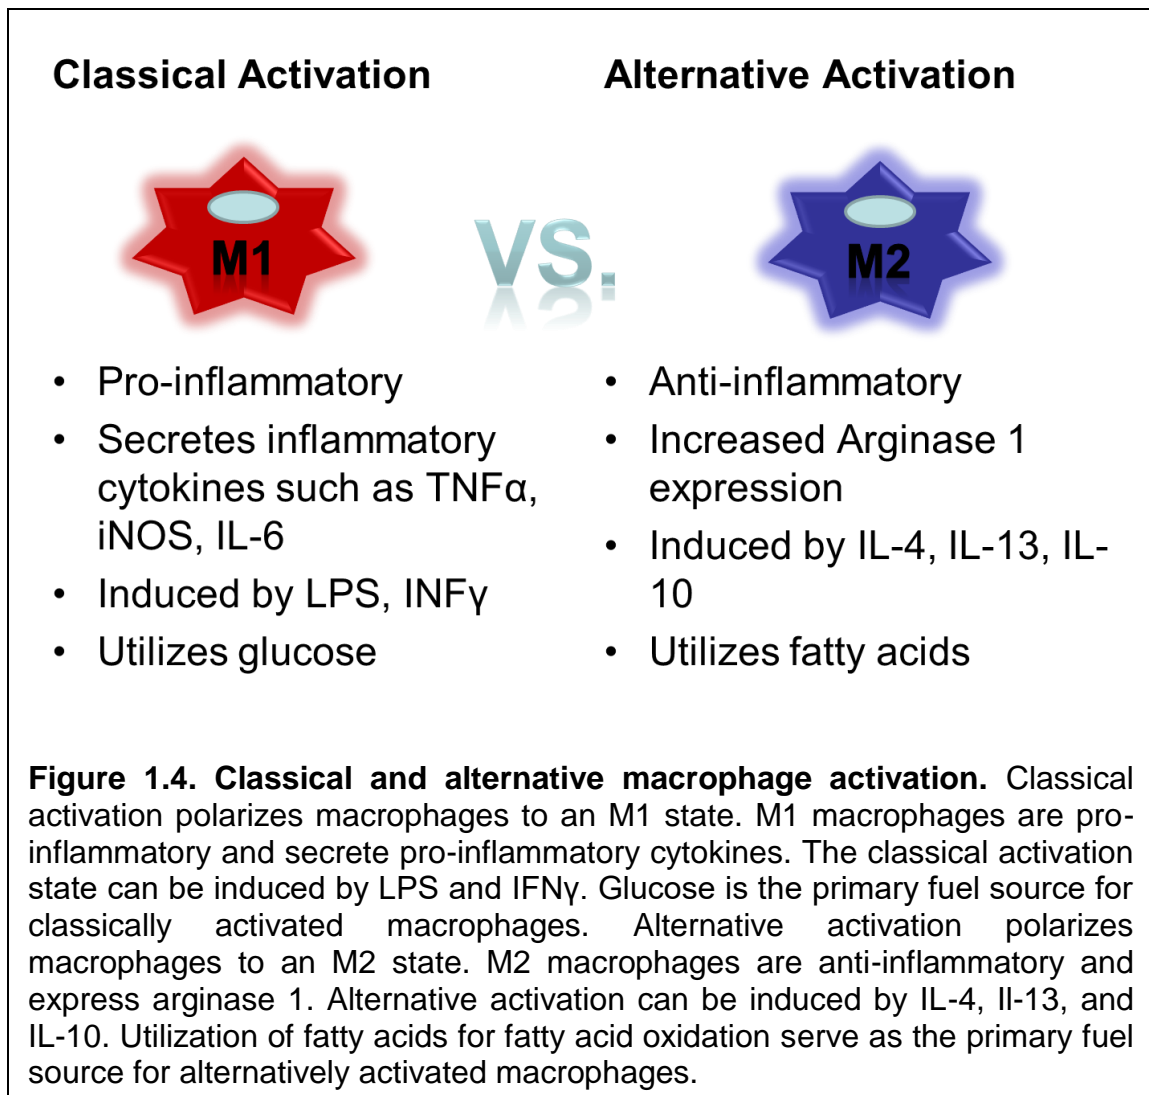 Classical Activation
Alternative Activation
M1
VS.
M2
• Pro-inflammatory
• Secretes inflammatory
cytokines such as TNFα,
iNOS, IL-6
• Induced by LPS, INFγ
• Utilizes glucose
• Anti-inflammatory
• Increased Arginase 1
expression
• Induced by IL-4, IL-13, IL-
10
• Utilizes fatty acids
Figure 1.4. Classical and alternative macrophage activation. Classical
activation polarizes macrophages to an M1 state. M1 macrophages are pro-
inflammatory and secrete pro-inflammatory cytokines. The classical activation
state can be induced by LPS and IFNγ. Glucose is the primary fuel source for
classically activated macrophages. Alternative activation polarizes
macrophages to an M2 state. M2 macrophages are anti-inflammatory and
express arginase 1. Alternative activation can be induced by IL-4, Il-13, and
IL-10. Utilization of fatty acids for fatty acid oxidation serve as the primary fuel
source for alternatively activated macrophages.